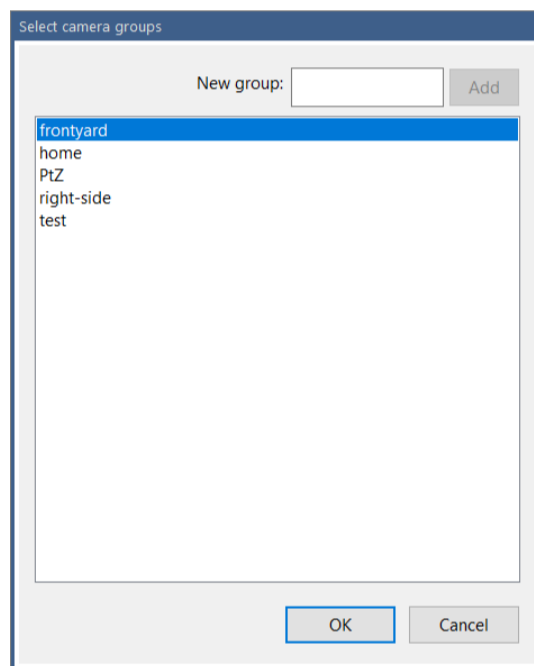 Select camera groups
New group: Add
frontyard
home
PtZ
right-side
test
OK Cancel